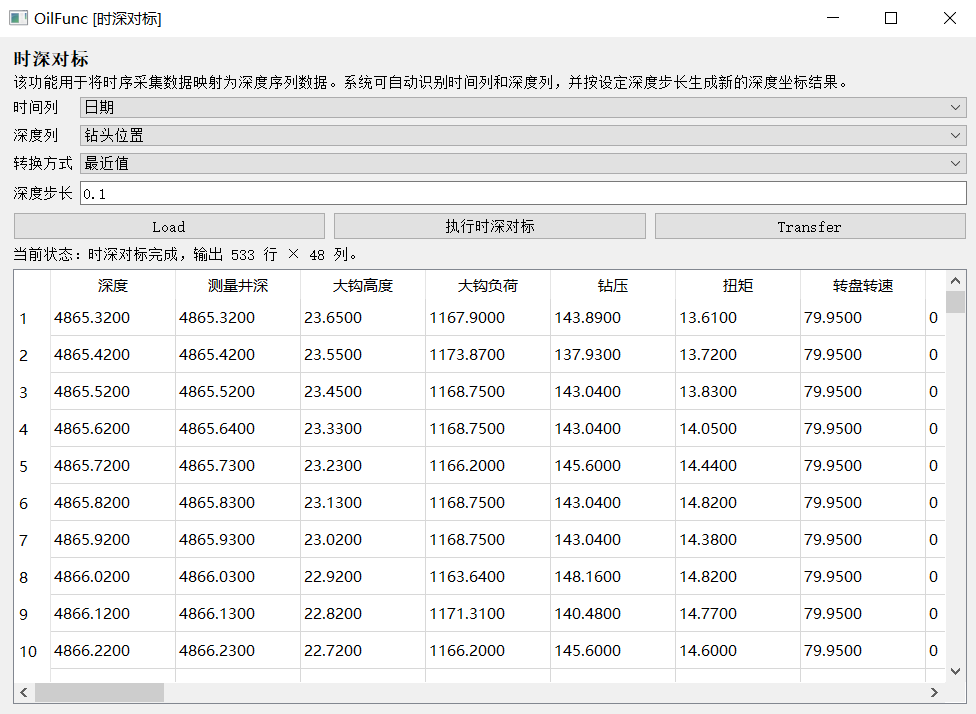 OilFunc [时深对标]
时深对标
该功能用于将时序采集数据映射为深度序列数据。系统可自动识别时间列和深度列，并按设定深度步长生成新的深度坐标结果。
时间列 日期
深度列 钻头位置
转换方式 最近值
深度步长 0.1
Load 执行时深对标 Transfer
当前状态：时深对标完成，输出 533 行 × 48 列。
深度 测量井深 大钩高度 大钩负荷 钻压 扭矩 转盘转速
1 4865.3200 4865.3200 23.6500 1167.9000 143.8900 13.6100 79.9500 0
2 4865.4200 4865.4200 23.5500 1173.8700 137.9300 13.7200 79.9500 0
3 4865.5200 4865.5200 23.4500 1168.7500 143.0400 13.8300 79.9500 0
4 4865.6200 4865.6400 23.3300 1168.7500 143.0400 14.0500 79.9500 0
5 4865.7200 4865.7300 23.2300 1166.2000 145.6000 14.4400 79.9500 0
6 4865.8200 4865.8300 23.1300 1168.7500 143.0400 14.8200 79.9500 0
7 4865.9200 4865.9300 23.0200 1168.7500 143.0400 14.3800 79.9500 0
8 4866.0200 4866.0300 22.9200 1163.6400 148.1600 14.8200 79.9500 0
9 4866.1200 4866.1300 22.8200 1171.3100 140.4800 14.7700 79.9500 0
10 4866.2200 4866.2300 22.7200 1166.2000 145.6000 14.6000 79.9500 0